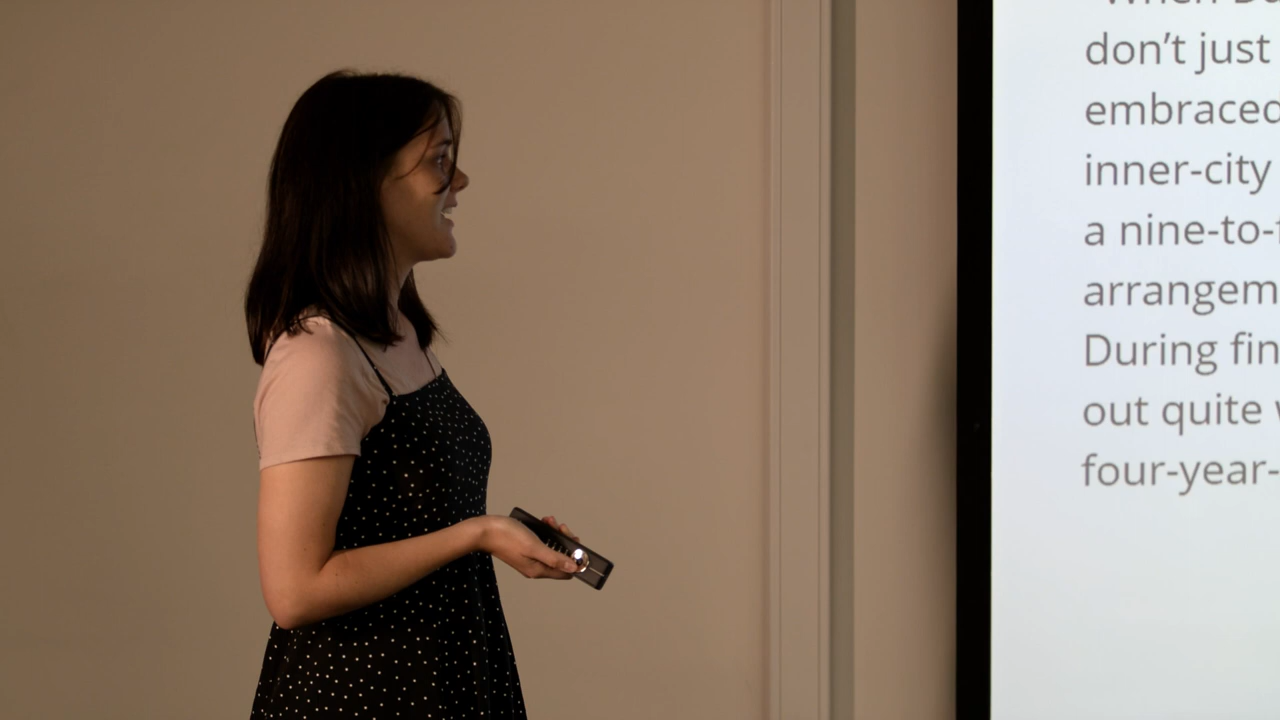 don’t just
embraced
inner-city
a nine-to-
arrangem
During fin
out quite
four-year-